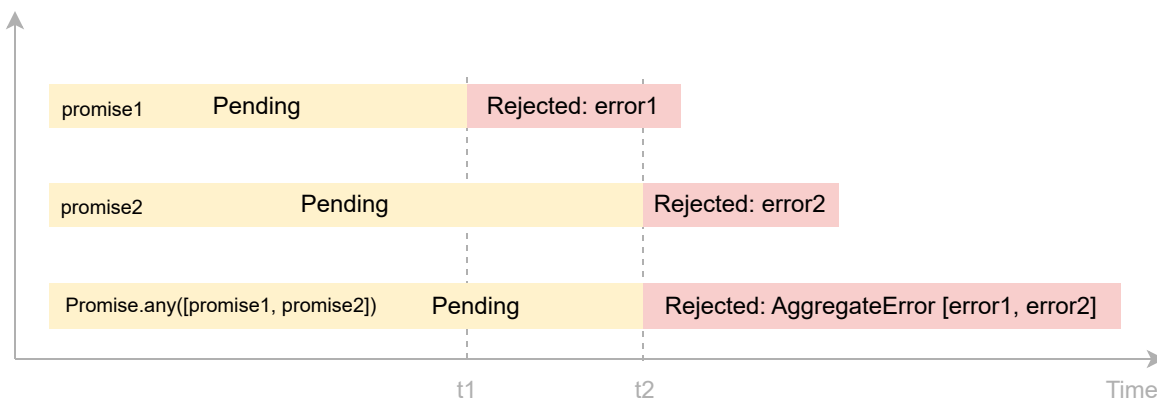 promise1 Pending Rejected: error1
promise2 Pending Rejected: error2
Promise.any([promise1, promise2]) Pending Rejected: AggregateError [error1, error2]
t1 t2 Time